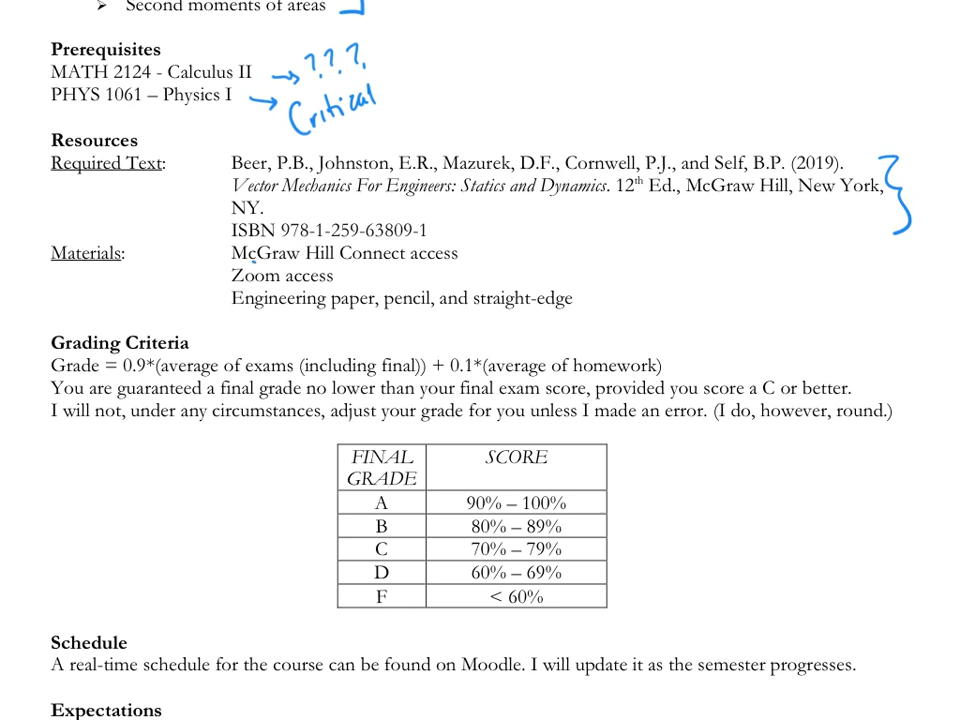 ➤ Second moments of areas
Prerequisites
MATH 2124 - Calculus II → ???
PHYS 1061 – Physics I → Critical
Resources
Required Text: Beer, P.B., Johnston, E.R., Mazurek, D.F., Cornwell, P.J., and Self, B.P. (2019).
Vector Mechanics For Engineers: Statics and Dynamics. 12th Ed., McGraw Hill, New York,
NY.
ISBN 978-1-259-63809-1
Materials: McGraw Hill Connect access
Zoom access
Engineering paper, pencil, and straight-edge
Grading Criteria
Grade = 0.9*(average of exams (including final)) + 0.1*(average of homework)
You are guaranteed a final grade no lower than your final exam score, provided you score a C or better.
I will not, under any circumstances, adjust your grade for you unless I made an error. (I do, however, round.)
FINAL GRADE SCORE
A 90% – 100%
B 80% – 89%
C 70% – 79%
D 60% – 69%
F < 60%
Schedule
A real-time schedule for the course can be found on Moodle. I will update it as the semester progresses.
Expectations